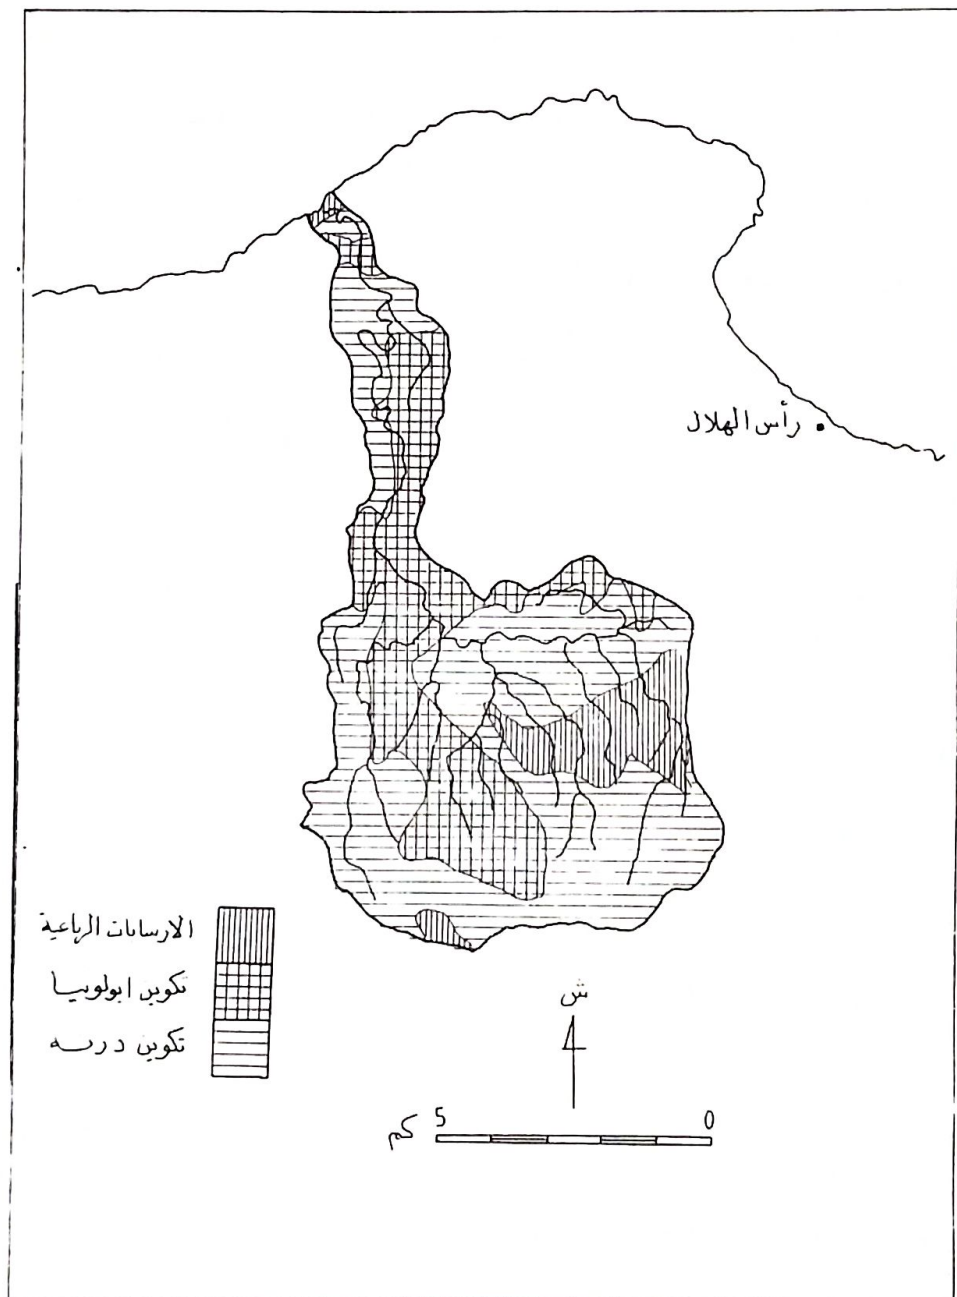 رأس الهلال
الارسابات الرباعية
تكوين ابولونيا
تكوين درنه
ش
كم 5 0